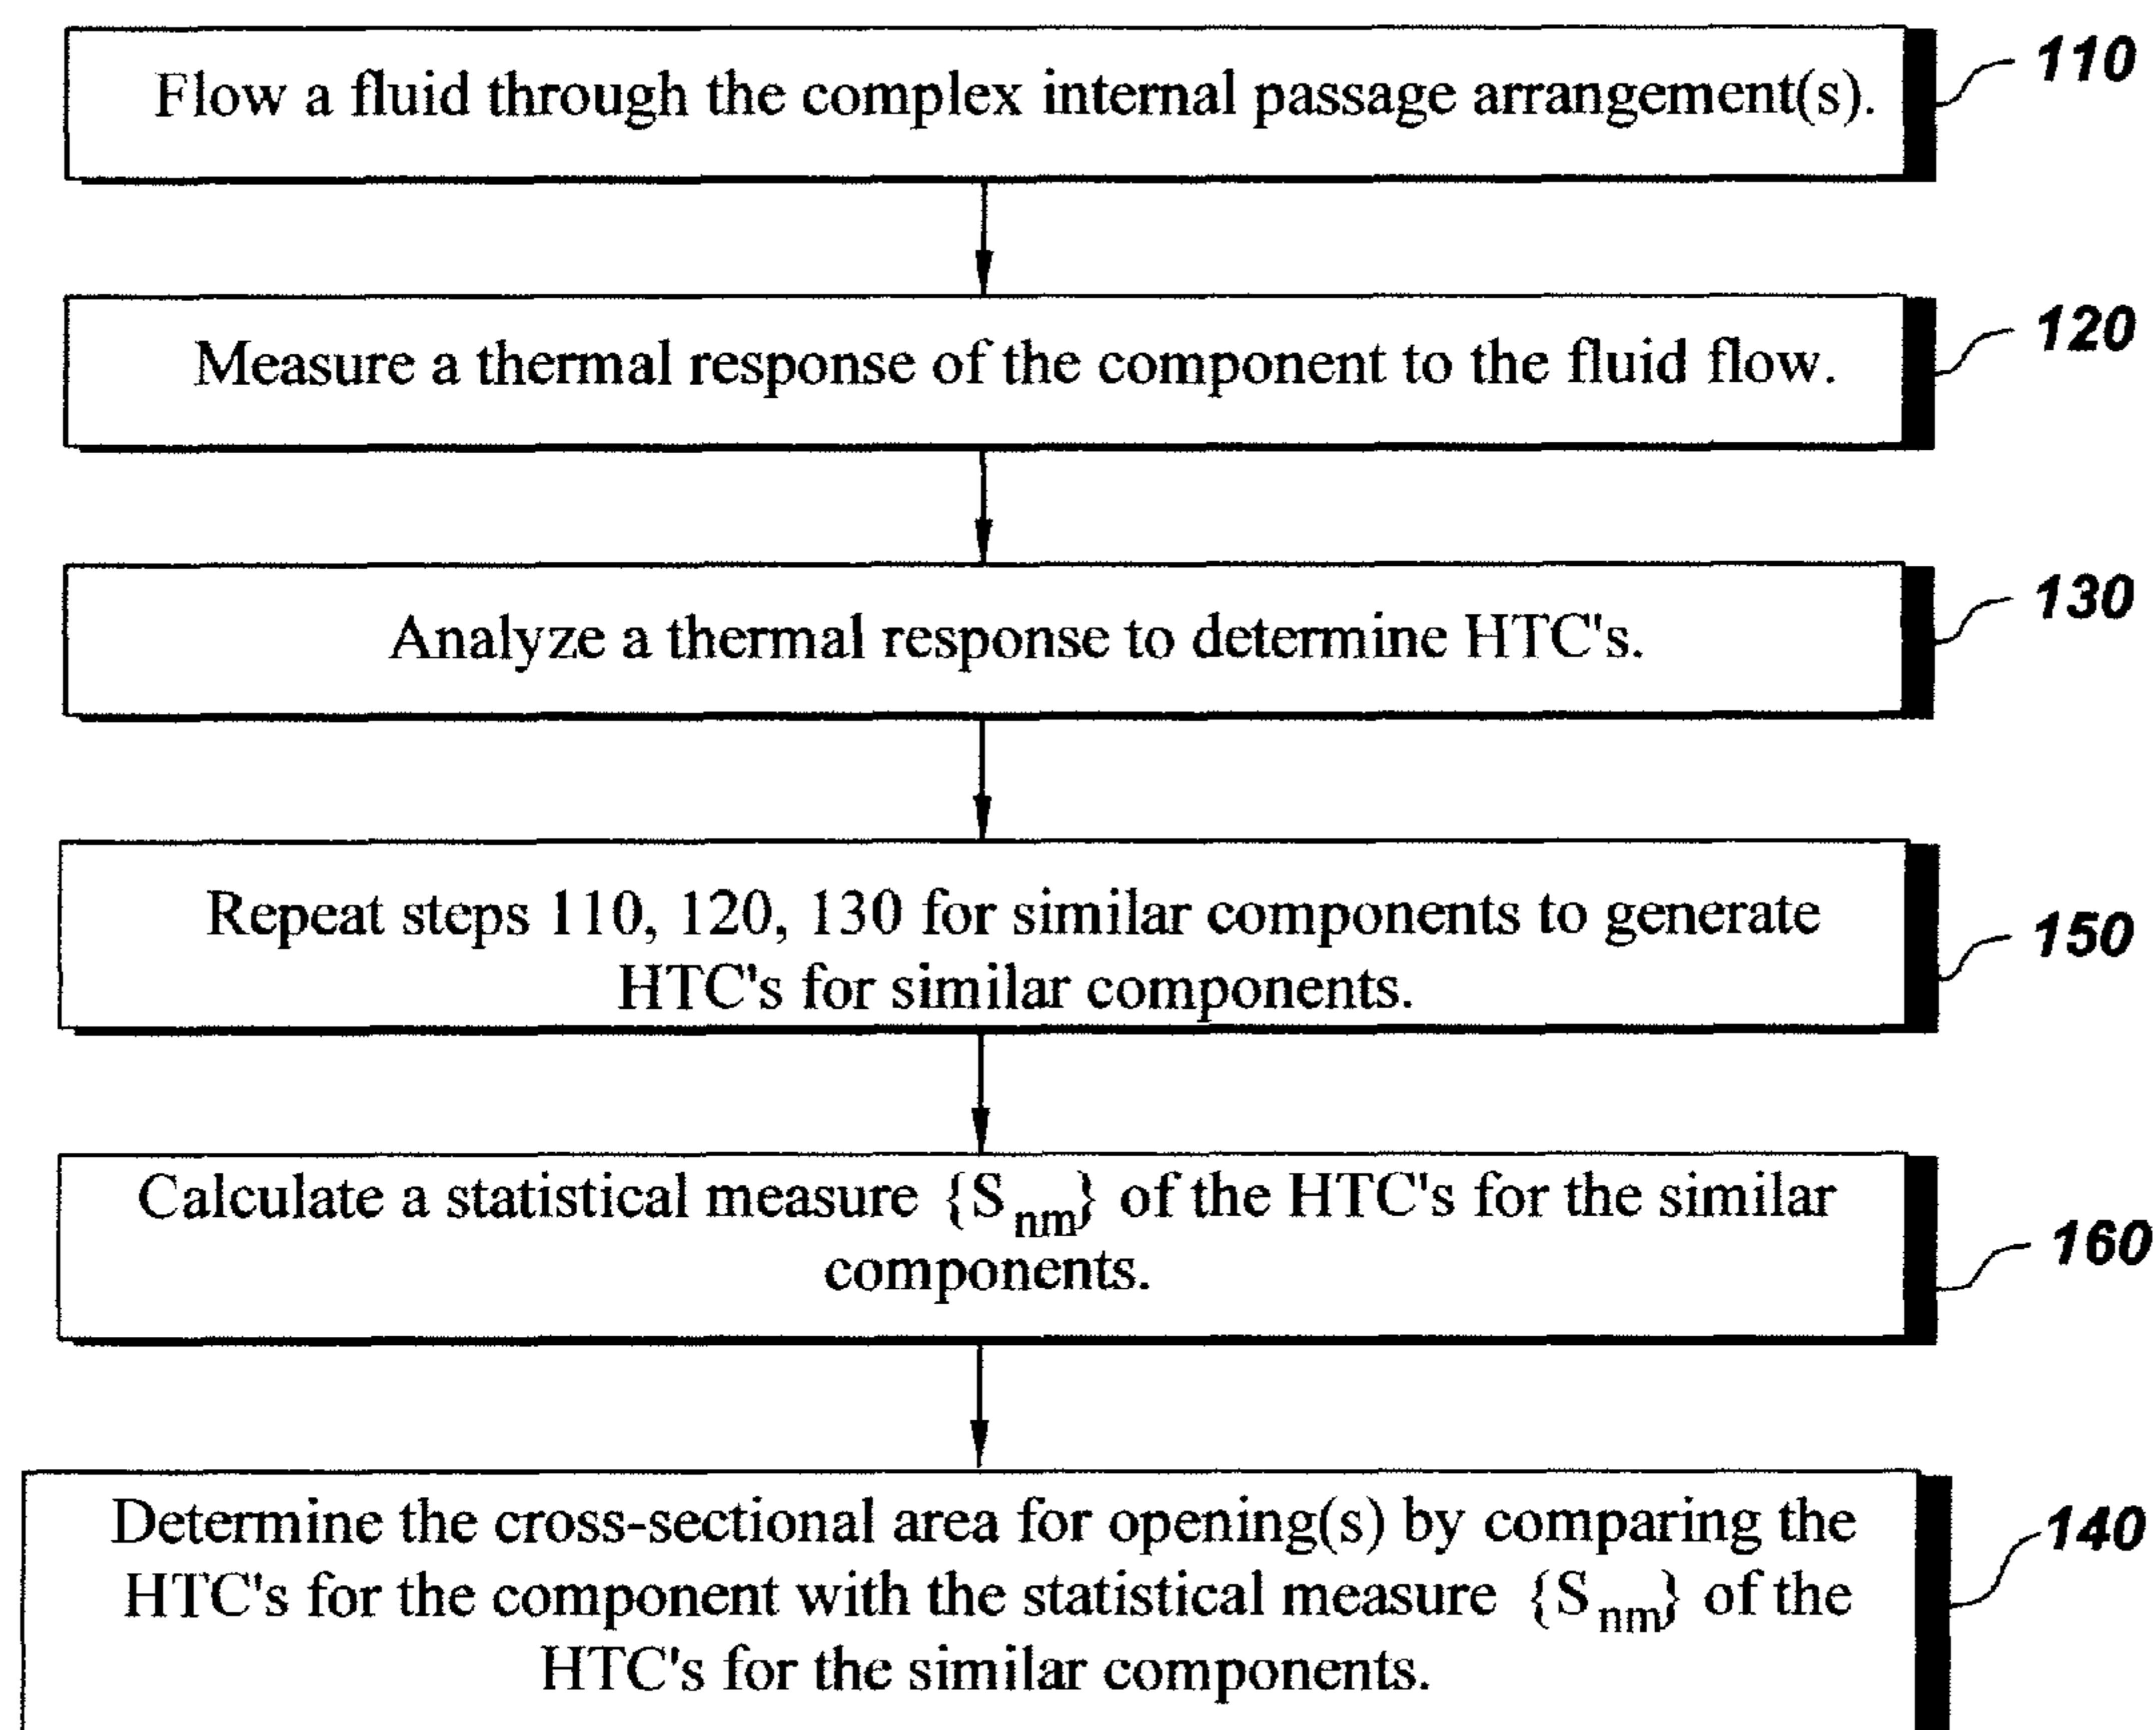 Flow a fluid through the complex internal passage arrangement(s).
110
Measure a thermal response of the component to the fluid flow.
120
Analyze a thermal response to determine HTC's.
130
Repeat steps 110, 120, 130 for similar components to generate
HTC's for similar components.
150
Calculate a statistical measure {S nm} of the HTC's for the similar
components.
160
Determine the cross-sectional area for opening(s) by comparing the
HTC's for the component with the statistical measure {S nm} of the
HTC's for the similar components.
140